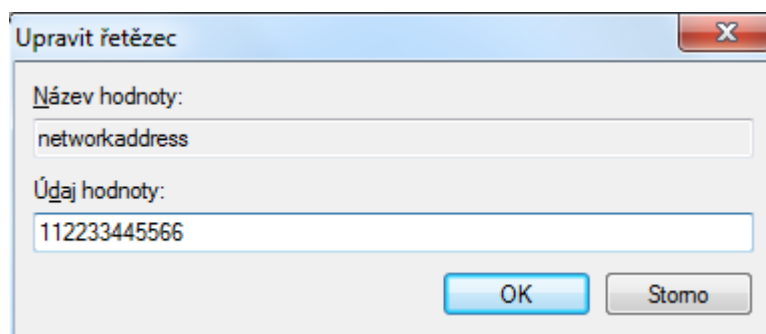 Upravit řetězec
Název hodnoty:
networkaddress
Údaj hodnoty:
112233445566
OK Storno